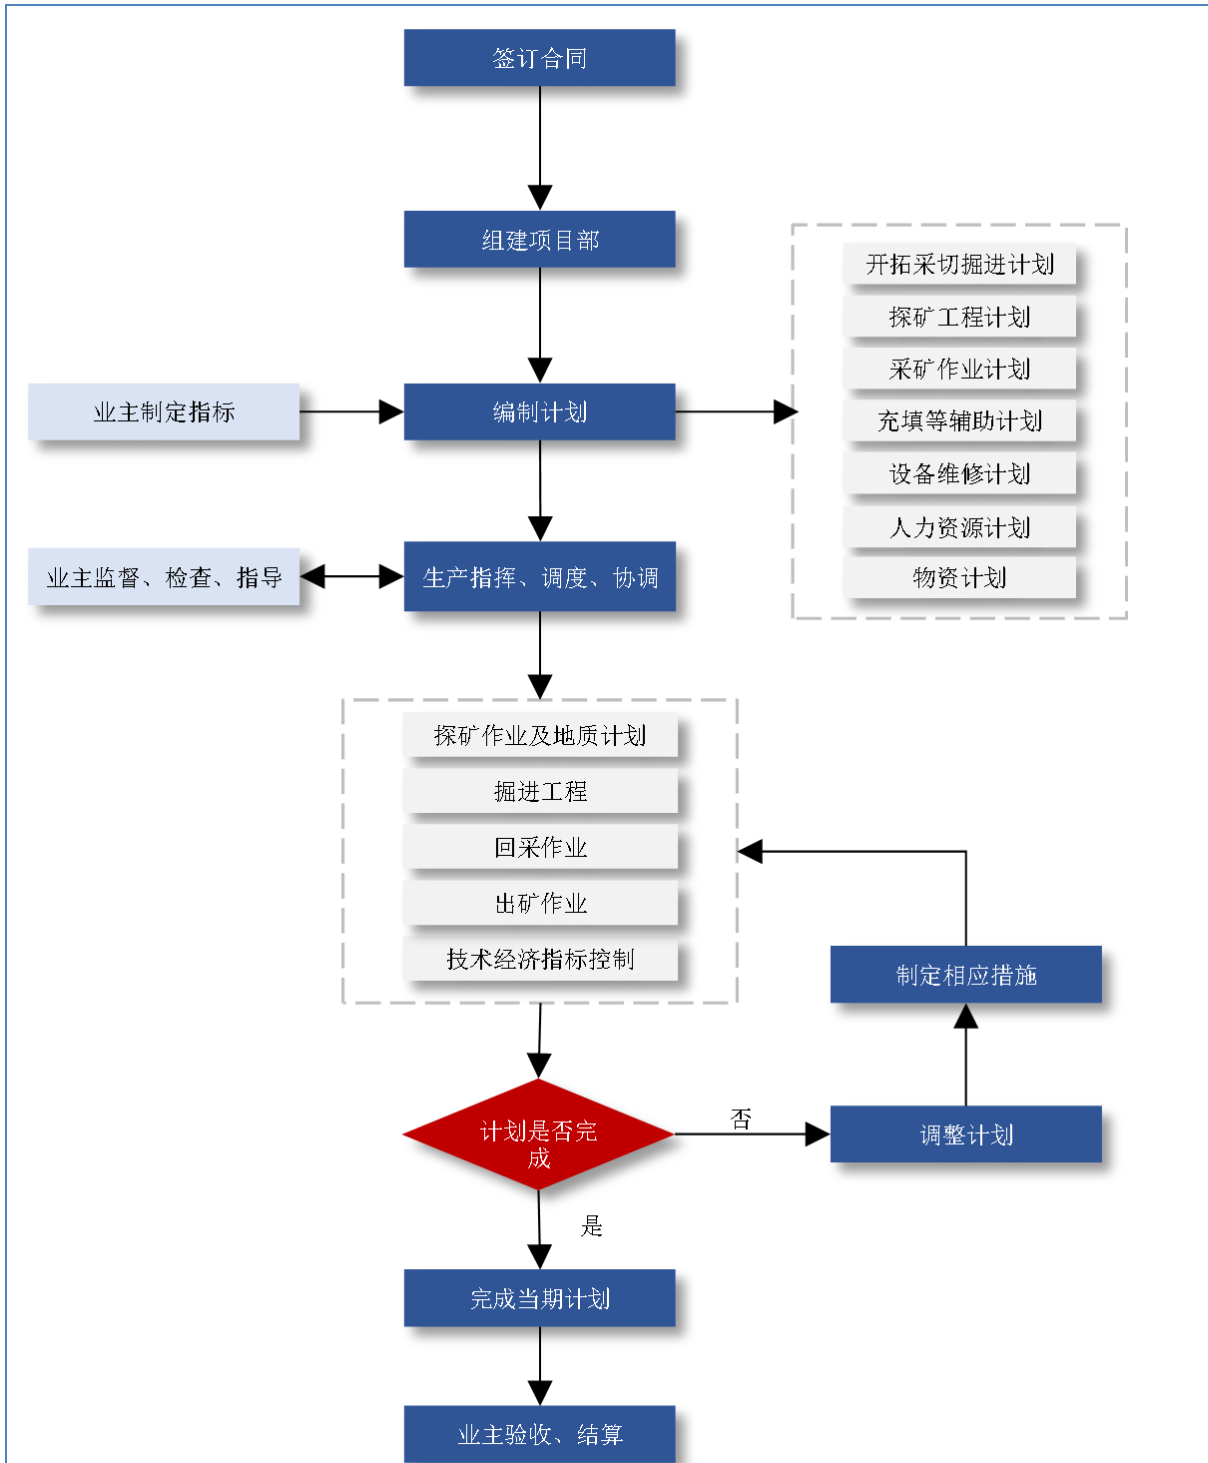 签订合同
组建项目部
开拓采切掘进计划
探矿工程计划
采矿作业计划
充填等辅助计划
设备维修计划
人力资源计划
物资计划
业主制定指标
编制计划
业主监督、检查、指导
生产指挥、调度、协调
探矿作业及地质计划
掘进工程
回采作业
出矿作业
技术经济指标控制
制定相应措施
计划是否完
成
否
调整计划
是
完成当期计划
业主验收、结算